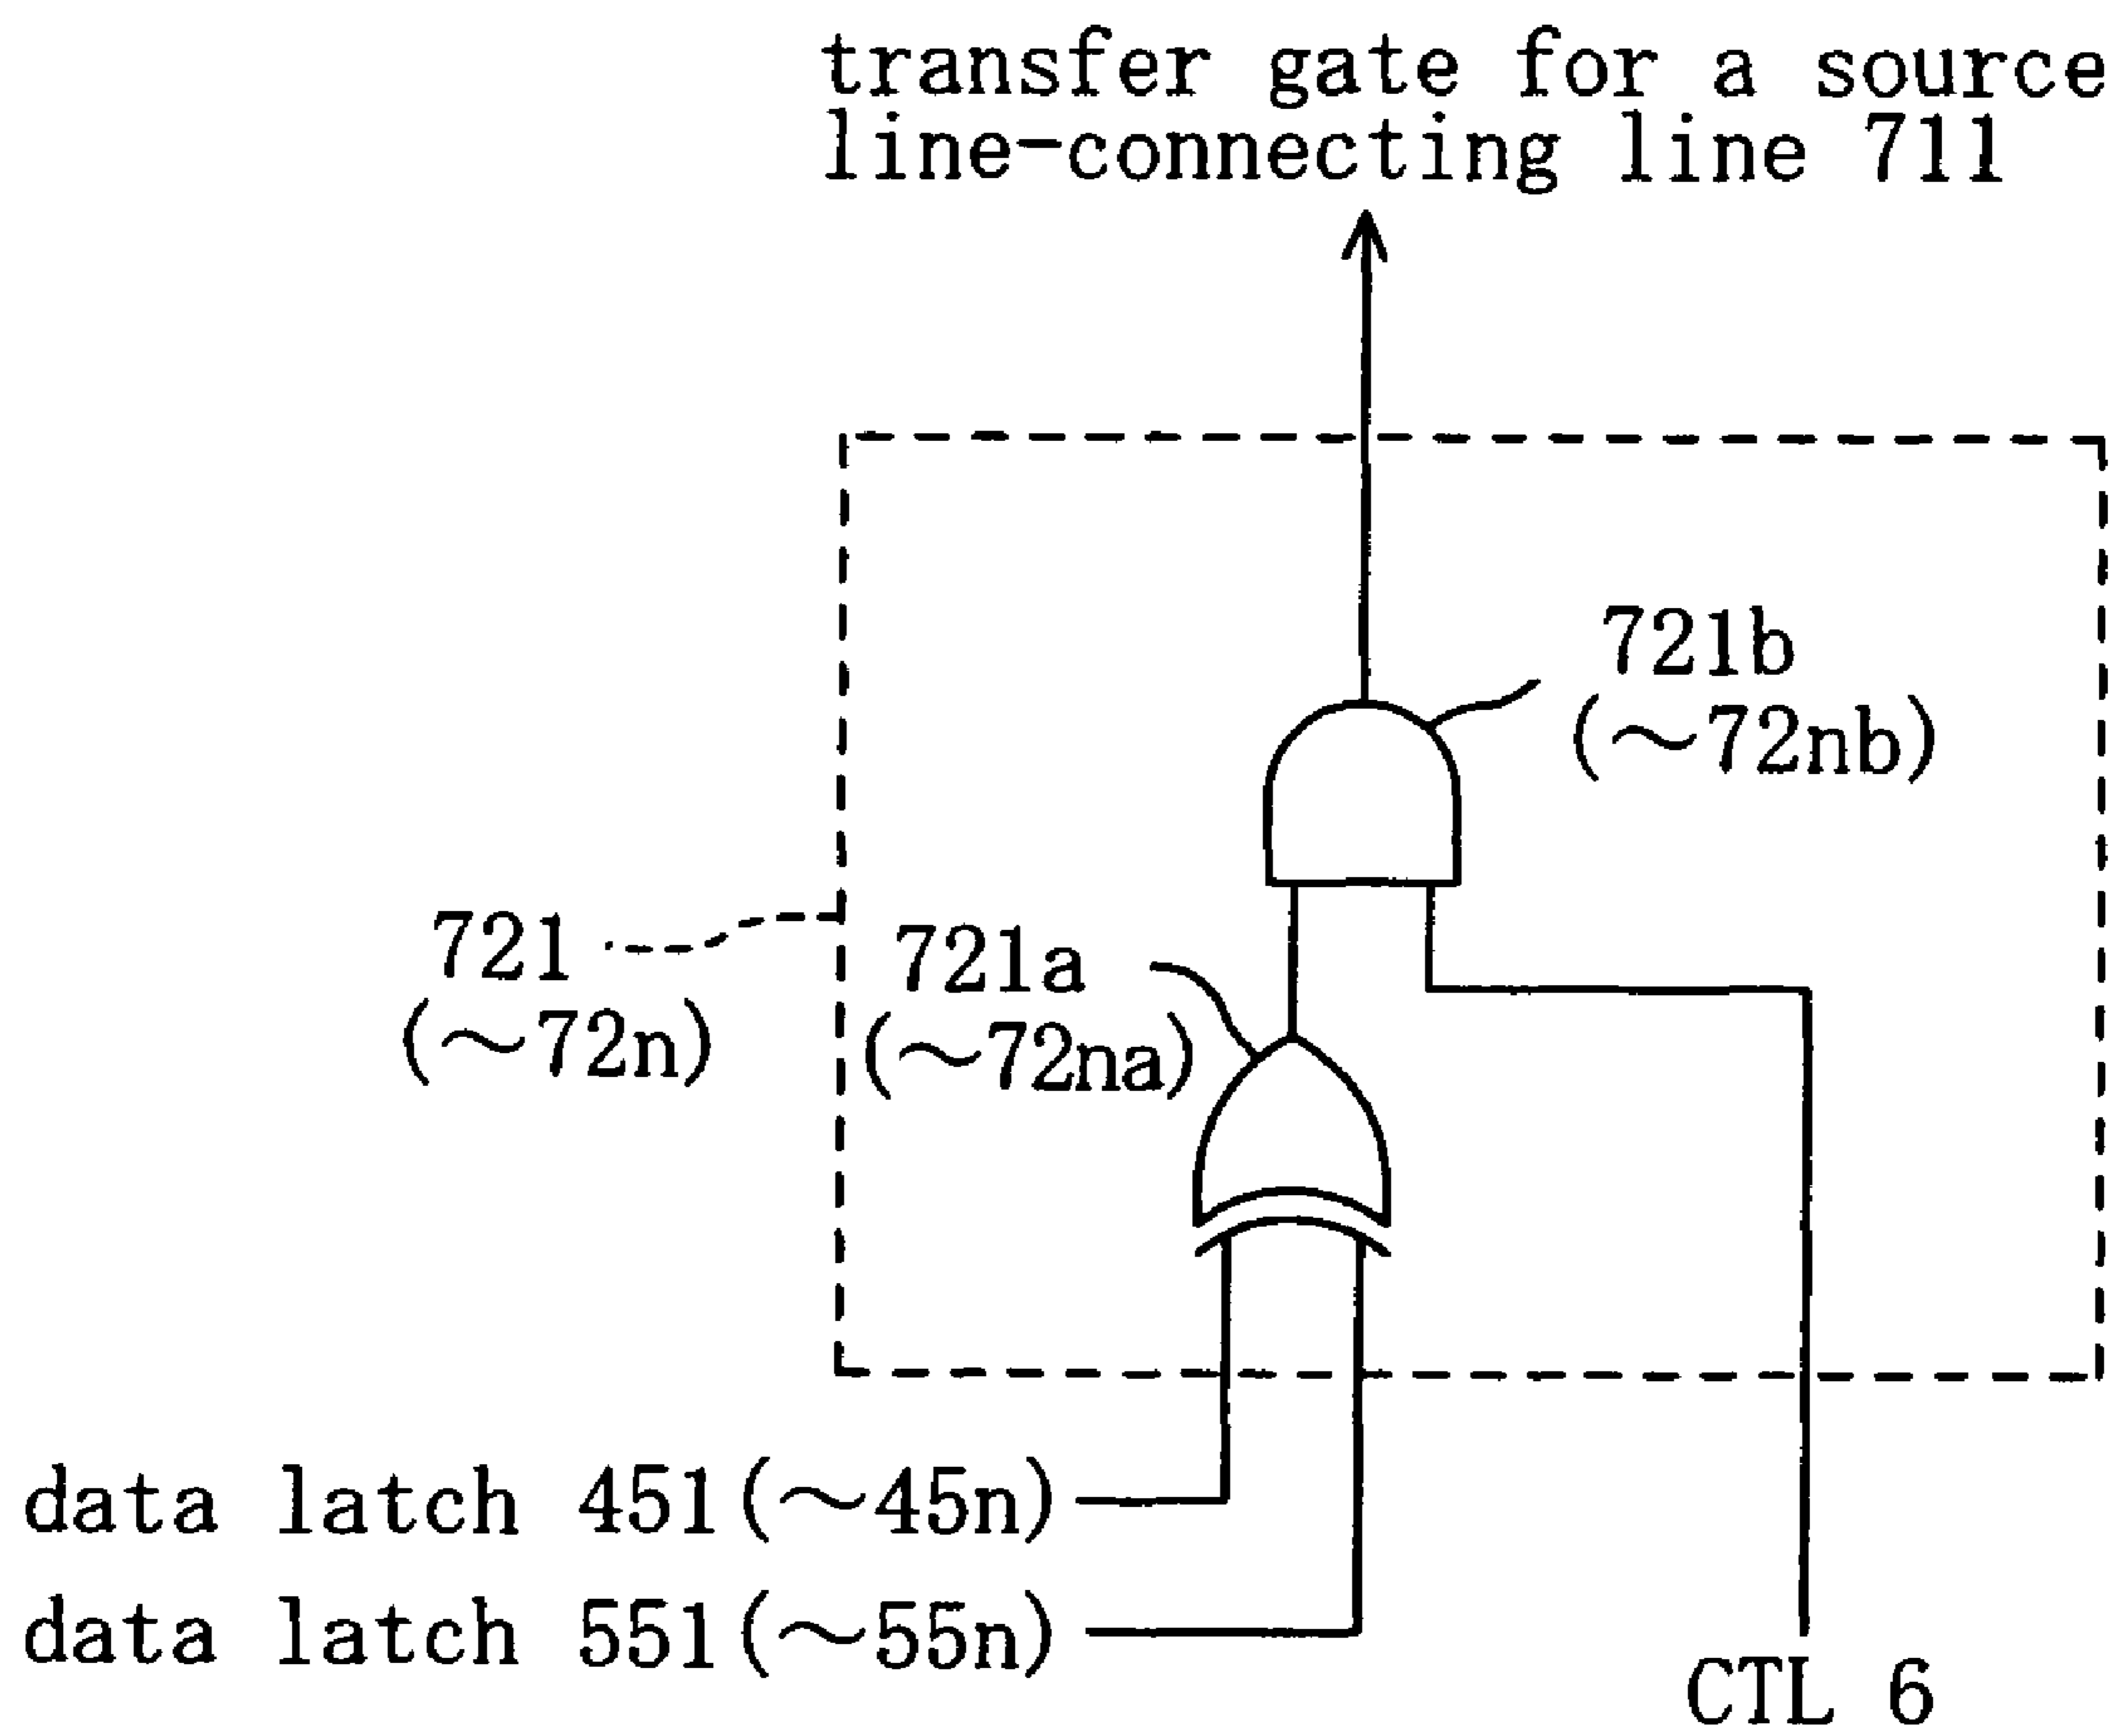 transfer gate for a source
line-connecting line 711
721b
(~72nb)
721
(~72n)
721a
(~72na)
data latch 451(~45n)
data latch 551(~55n)
CTL 6